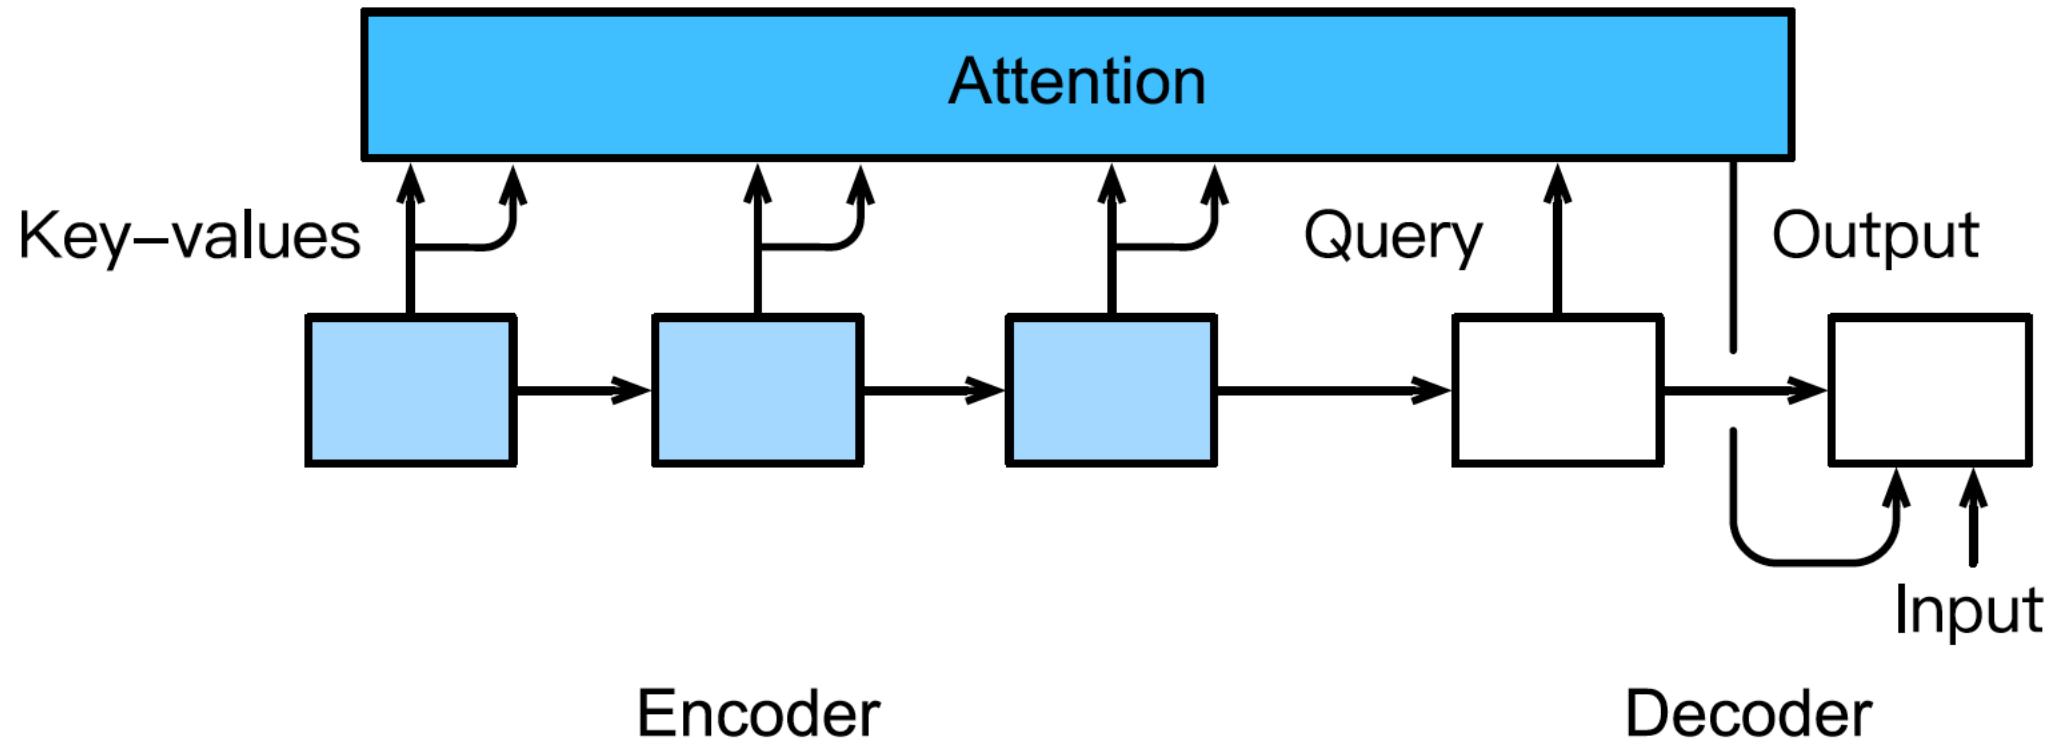 Attention
Key–values
Query
Output
Input
Encoder
Decoder